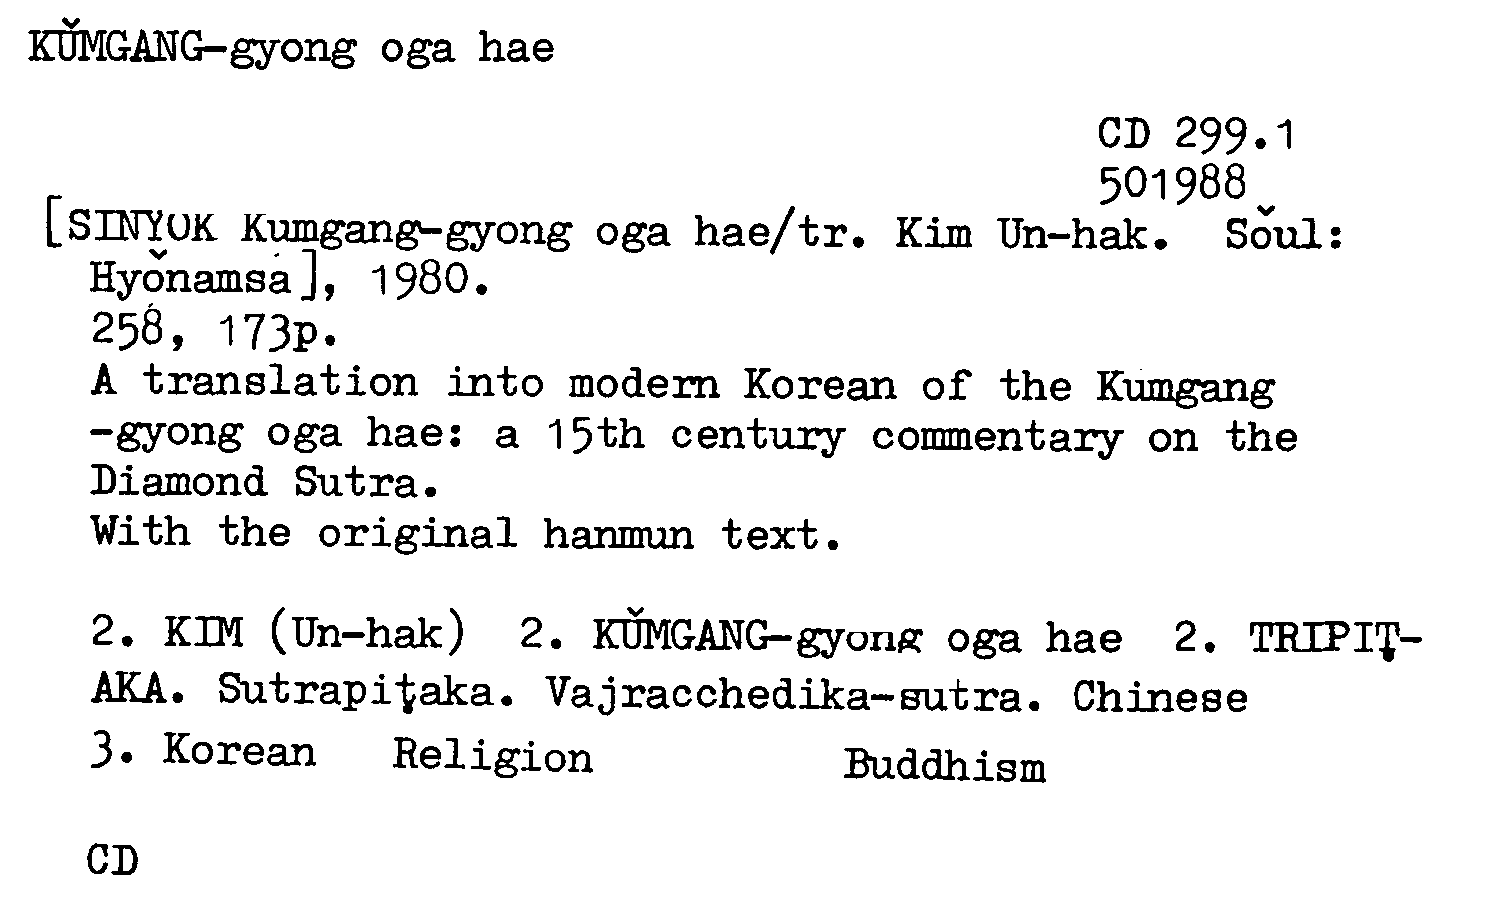 KŬMGANG-gyong oga hae
CD 299.1
501988
[SINYOK Kumgang-gyong oga hae/tr. Kim Un-hak. Sŏul:
Hyŏnamsa], 1980.
258, 173p.
A translation into modern Korean of the Kumgang
-gyong oga hae: a 15th century commentary on the
Diamond Sutra.
With the original hanmun text.
2. KIM (Un-hak) 2. KŬMGANG-gyong oga hae 2. TRIPIṬ-
AKA. Sutrapiṭaka. Vajracchedika-sutra. Chinese
3. Korean Religion Buddhism
CD